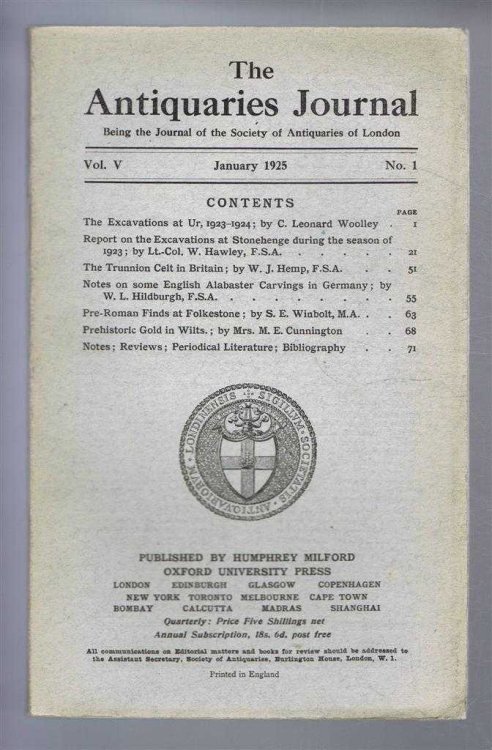 The
Antiquaries Journal
Being the Journal of the Society of Antiquaries of London
Vol. V January 1925 No. 1
CONTENTS
PAGE
The Excavations at Ur, 1923–1924; by C. Leonard Woolley . 1
Report on the Excavations at Stonehenge during the season of
1923; by Lt.-Col. W. Hawley, F.S.A. . . . . . 21
The Trunnion Celt in Britain; by W. J. Hemp, F.S.A. . . 51
Notes on some English Alabaster Carvings in Germany; by
W. L. Hildburgh, F.S.A. . . . . . . . . 55
Pre-Roman Finds at Folkestone; by S. E. Winbolt, M.A. . . 63
Prehistoric Gold in Wilts.; by Mrs. M. E. Cunnington . 68
Notes; Reviews; Periodical Literature; Bibliography . . 71
SIGILLVM · SOCIETATIS · ANTIQVARIORVM · LONDINENSIS
PUBLISHED BY HUMPHREY MILFORD
OXFORD UNIVERSITY PRESS
LONDON EDINBURGH GLASGOW COPENHAGEN
NEW YORK TORONTO MELBOURNE CAPE TOWN
BOMBAY CALCUTTA MADRAS SHANGHAI
Quarterly: Price Five Shillings net
Annual Subscription, 18s. 6d. post free
All communications on Editorial matters and books for review should be addressed to
the Assistant Secretary, Society of Antiquaries, Burlington House, London, W. 1.
Printed in England